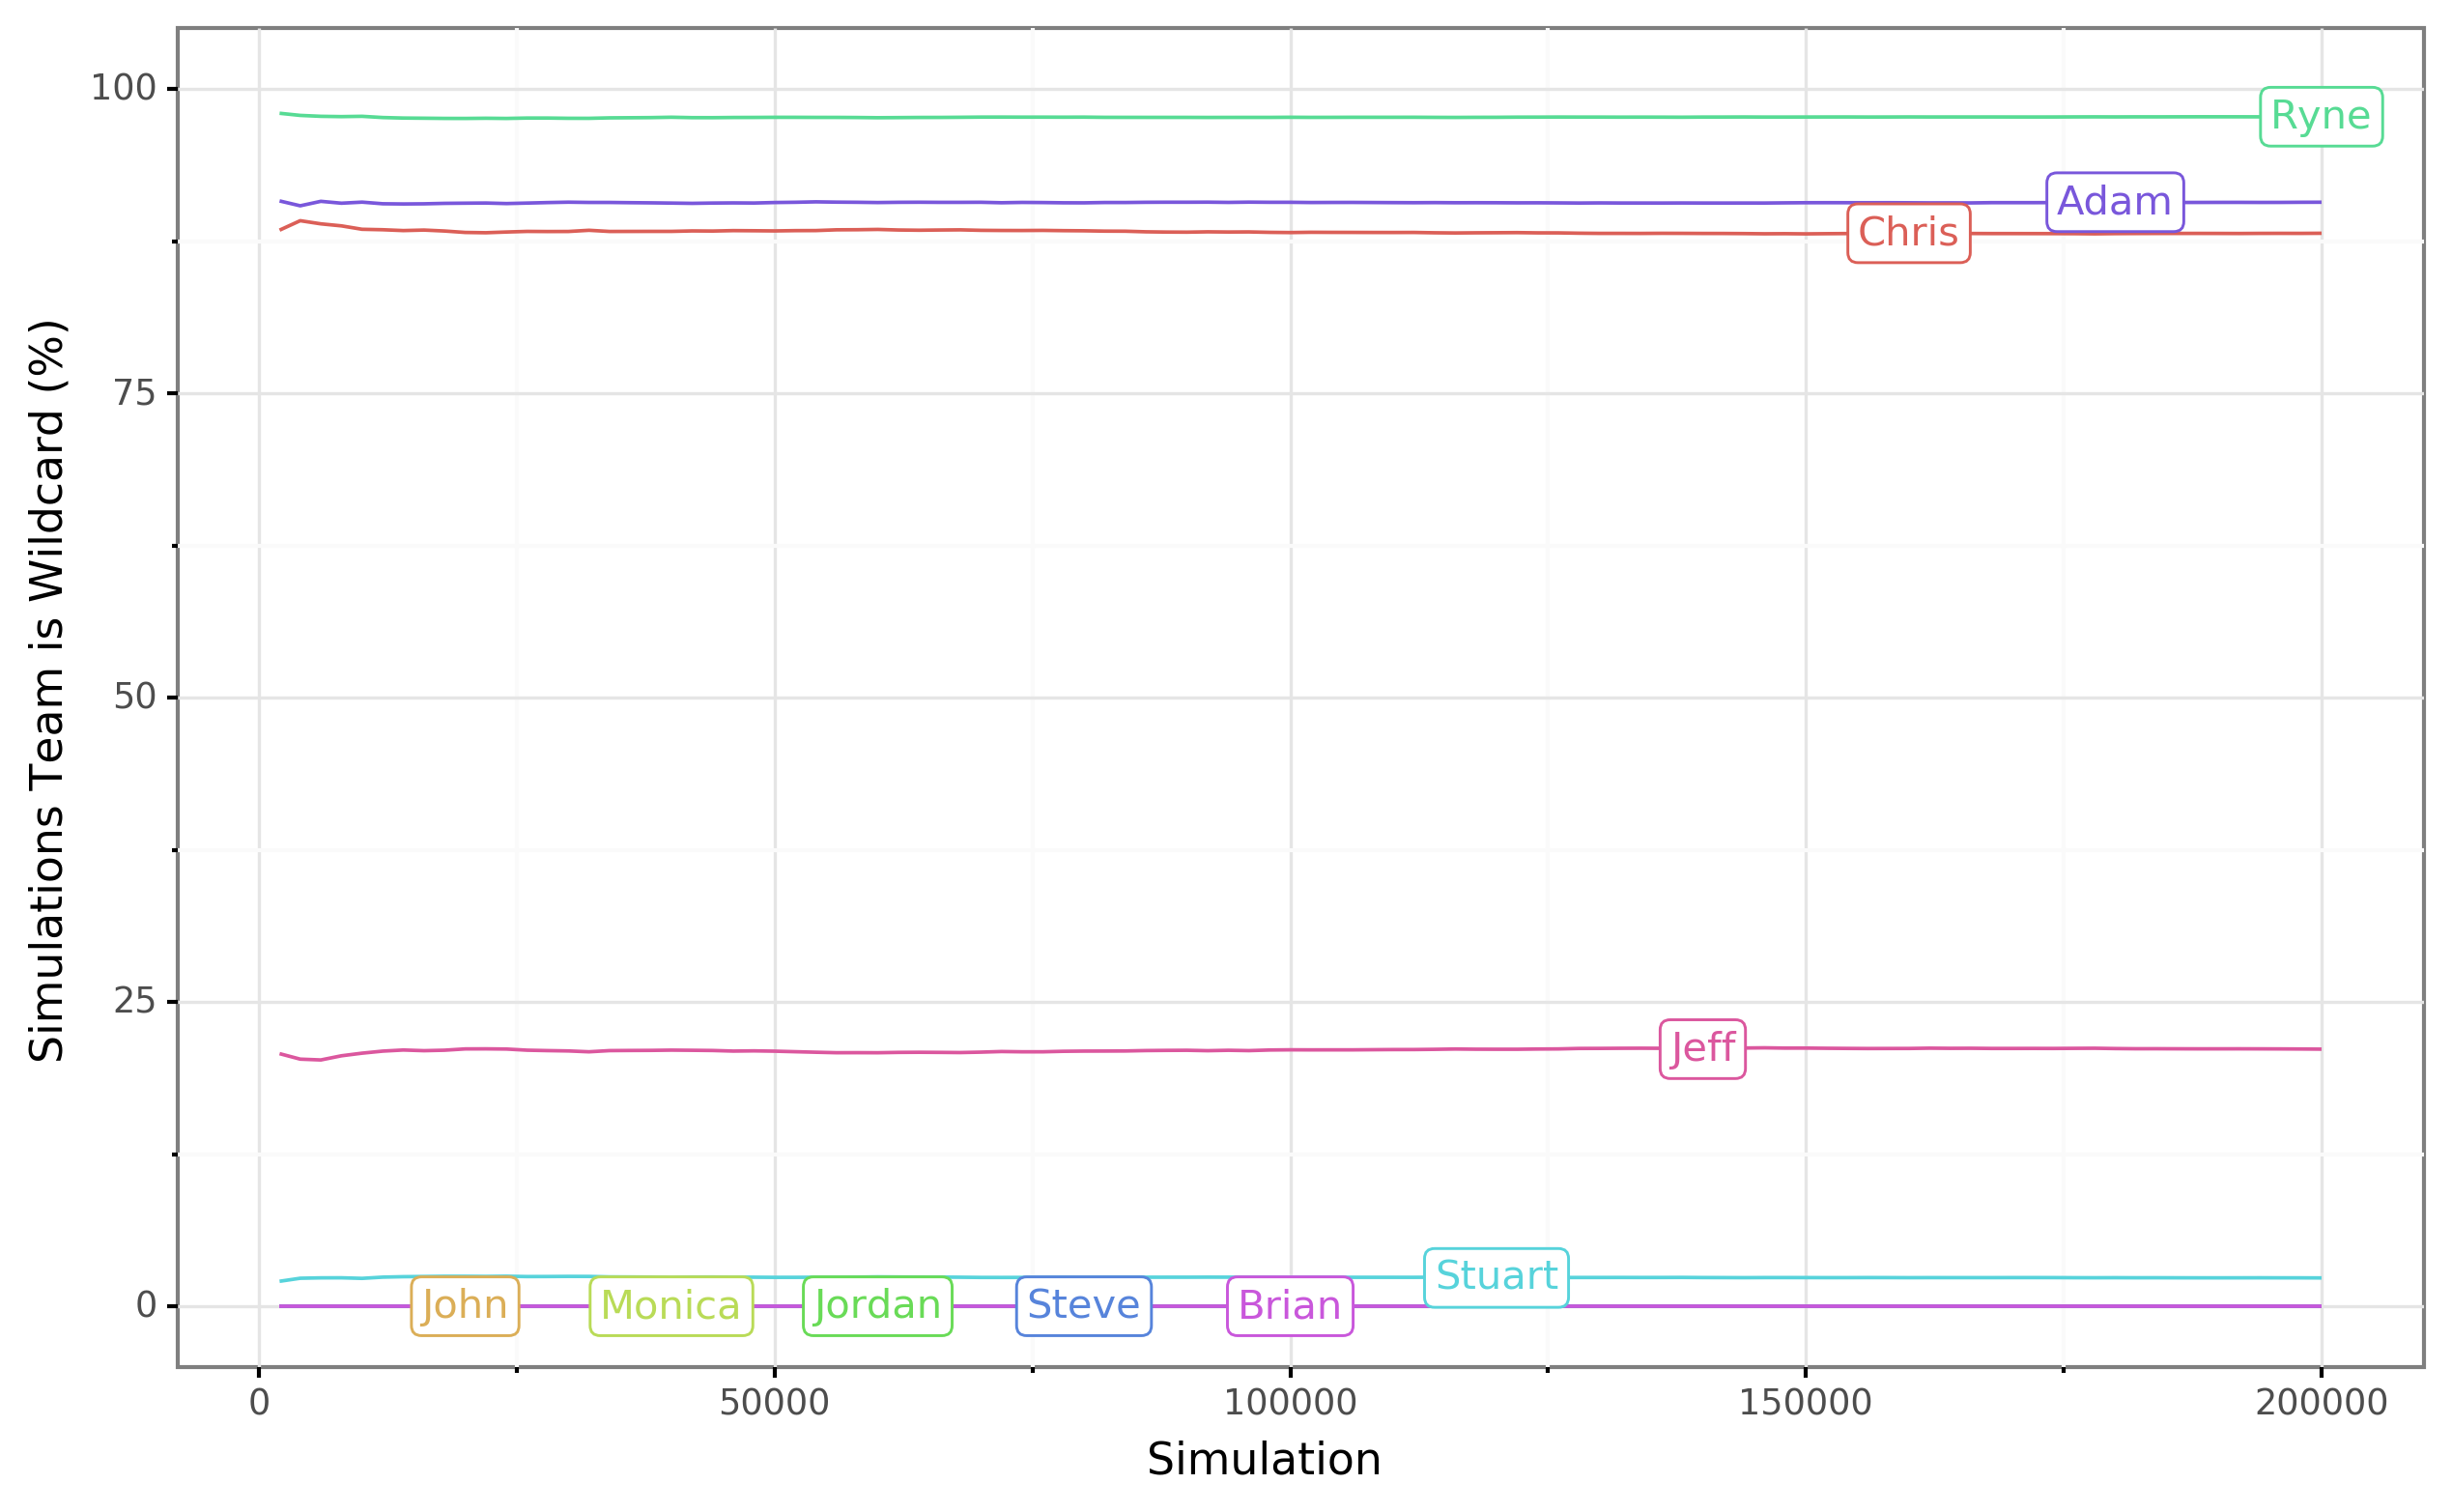 Simulations Team is Wildcard (%)
100
75
50
25
0
Ryne
Adam
Chris
Jeff
Stuart
John
Monica
Jordan
Steve
Brian
0
50000
100000
150000
200000
Simulation